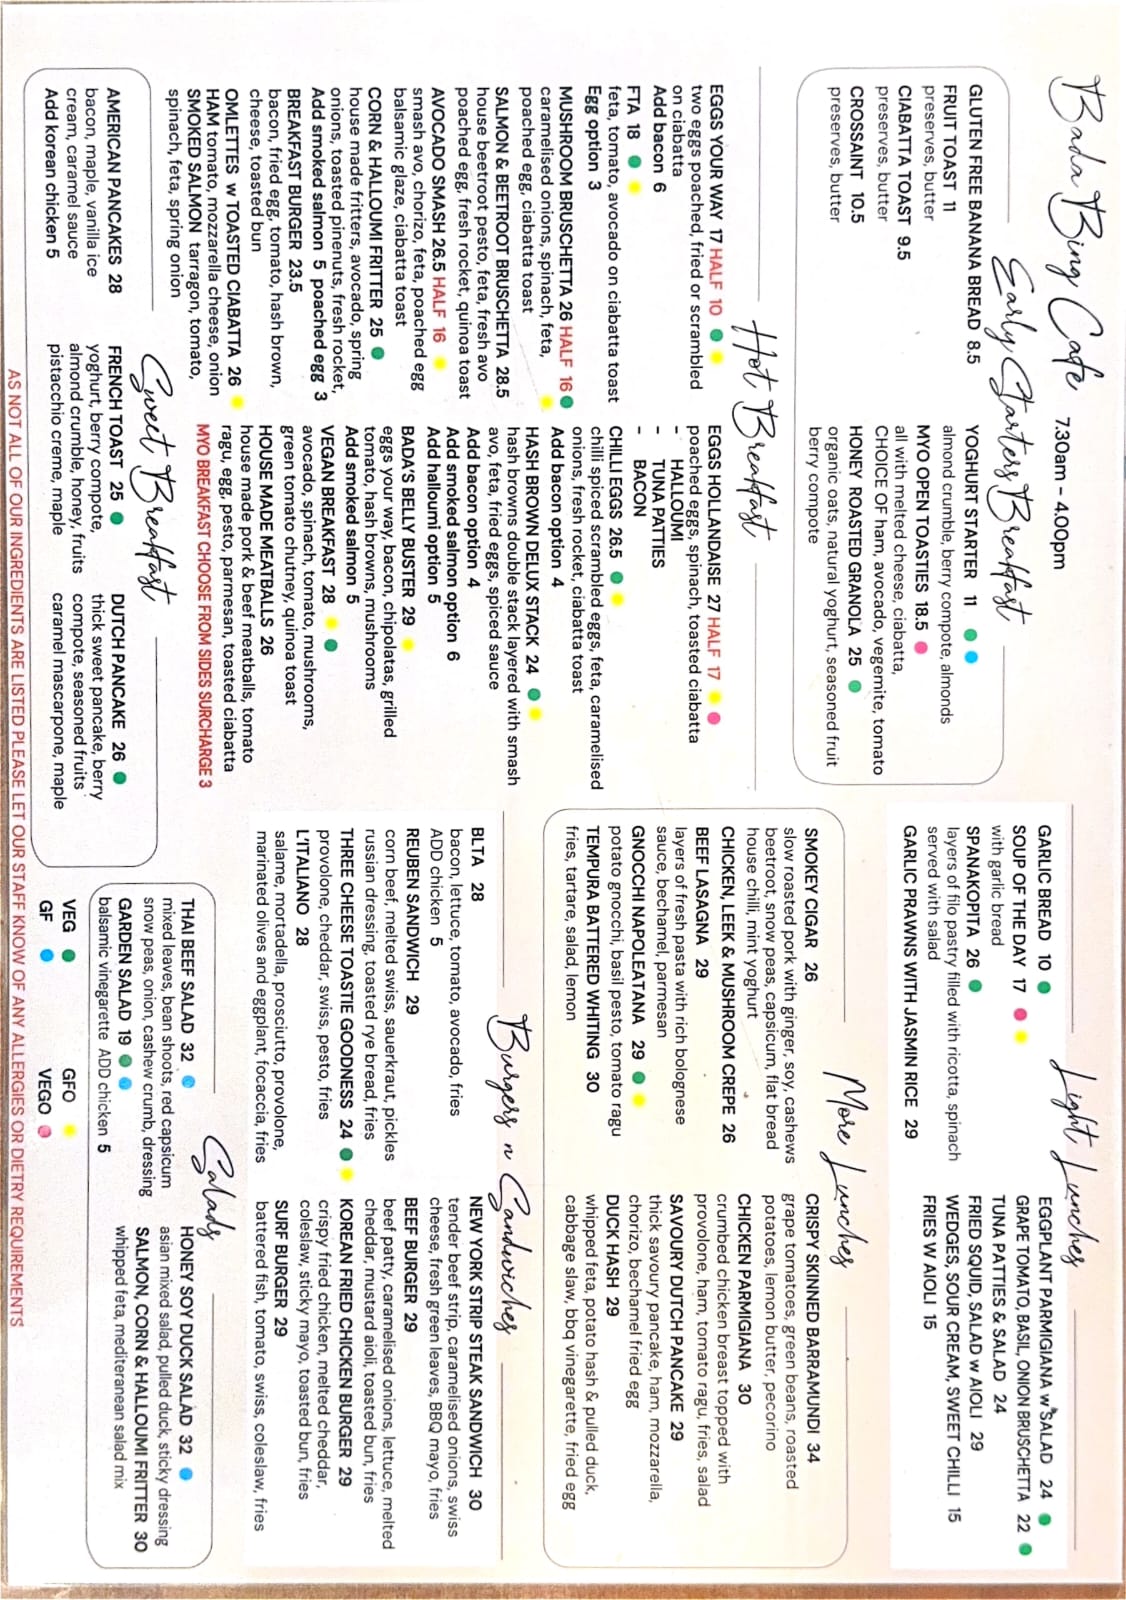 Bada Bing Cafe
7.30am - 4.00pm
Early Starters Breakfast
GLUTEN FREE BANANA BREAD 8.5
FRUIT TOAST 11
preserves, butter
CIABATTA TOAST 9.5
preserves, butter
CROSSAINT 10.5
preserves, butter
YOGHURT STARTER 11
almond crumble, berry compote, almonds
MYO OPEN TOASTIES 18.5
all with melted cheese, ciabatta,
CHOICE OF ham, avocado, vegemite, tomato
HONEY ROASTED GRANOLA 25
organic oats, natural yoghurt, seasoned fruit
berry compote
Hot Breakfast
EGGS YOUR WAY 17 HALF 10
two eggs poached, fried or scrambled
on ciabatta
Add bacon 6
FTA 18
feta, tomato, avocado on ciabatta toast
Egg option 3
MUSHROOM BRUSCHETTA 26 HALF 16
caramelised onions, spinach, feta,
poached egg, ciabatta toast
SALMON & BEETROOT BRUSCHETTA 28.5
house beetroot pesto, feta, fresh avo
poached egg, fresh rocket, quinoa toast
AVOCADO SMASH 26.5 HALF 16
smash avo, chorizo, feta, poached egg
balsamic glaze, ciabatta toast
CORN & HALLOUMI FRITTER 25
house made fritters, avocado, spring
onions, toasted pinenuts, fresh rocket,
Add smoked salmon 5 poached egg 3
BREAKFAST BURGER 23.5
bacon, fried egg, tomato, hash brown,
cheese, toasted bun
OMLETTES w TOASTED CIABATTA 26
HAM tomato, mozzarella cheese, onion
SMOKED SALMON tarragon, tomato,
spinach, feta, spring onion
EGGS HOLLANDAISE 27 HALF 17
poached eggs, spinach, toasted ciabatta
- HALLOUMI
- TUNA PATTIES
- BACON
CHILLI EGGS 26.5
chilli spiced scrambled eggs, feta, caramelised
onions, fresh rocket, ciabatta toast
Add bacon option 4
HASH BROWN DELUX STACK 24
hash browns double stack layered with smash
avo, feta, fried eggs, spiced sauce
Add bacon option 4
Add smoked salmon option 6
Add halloumi option 5
BADA'S BELLY BUSTER 29
eggs your way, bacon, chipolatas, grilled
tomato, hash browns, mushrooms
Add smoked salmon 5
VEGAN BREAKFAST 28
avocado, spinach, tomato, mushrooms,
green tomato chutney, quinoa toast
HOUSE MADE MEATBALLS 26
house made pork & beef meatballs, tomato
ragu, egg, pesto, parmesan, toasted ciabatta
MYO BREAKFAST CHOOSE FROM SIDES SURCHARGE 3
Sweet Breakfast
AMERICAN PANCAKES 28
bacon, maple, vanilla ice
cream, caramel sauce
Add korean chicken 5
FRENCH TOAST 25
yoghurt, berry compote,
almond crumble, honey, fruits
pistacchio creme, maple
DUTCH PANCAKE 26
thick sweet pancake, berry
compote, seasoned fruits
caramel mascarpone, maple
Light Lunches
GARLIC BREAD 10
SOUP OF THE DAY 17
with garlic bread
SPANAKOPITA 26
layers of filo pastry filled with ricotta, spinach
served with salad
GARLIC PRAWNS WITH JASMIN RICE 29
EGGPLANT PARMIGIANA w SALAD 24
GRAPE TOMATO, BASIL, ONION BRUSCHETTA 22
TUNA PATTIES & SALAD 24
FRIED SQUID, SALAD w AIOLI 29
WEDGES, SOUR CREAM, SWEET CHILLI 15
FRIES W AIOLI 15
More Lunches
SMOKEY CIGAR 26
slow roasted pork with ginger, soy, cashews
beetroot, snow peas, capsicum, flat bread
house chilli, mint yoghurt
CHICKEN, LEEK & MUSHROOM CREPE 26
BEEF LASAGNA 29
layers of fresh pasta with rich bolognese
sauce, bechamel, parmesan
GNOCCHI NAPOLEATANA 29
potato gnocchi, basil pesto, tomato ragu
TEMPURA BATTERED WHITING 30
fries, tartare, salad, lemon
CRISPY SKINNED BARRAMUNDI 34
grape tomatoes, green beans, roasted
potatoes, lemon butter, pecorino
CHICKEN PARMIGIANA 30
crumbed chicken breast topped with
provolone, ham, tomato ragu, fries, salad
SAVOURY DUTCH PANCAKE 29
thick savoury pancake, ham, mozzarella,
chorizo, bechamel fried egg
DUCK HASH 29
whipped feta, potato hash & pulled duck,
cabbage slaw, bbq vinegarette, fried egg
Burgers n Sandwiches
BLTA 28
bacon, lettuce, tomato, avocado, fries
ADD chicken 5
REUBEN SANDWICH 29
corn beef, melted swiss, sauerkraut, pickles
russian dressing, toasted rye bread, fries
THREE CHEESE TOASTIE GOODNESS 24
provolone, cheddar, swiss, pesto, fries
L'ITALIANO 28
salame, mortadella, prosciutto, provolone,
marinated olives and eggplant, focaccia, fries
NEW YORK STRIP STEAK SANDWICH 30
tender beef strip, caramelised onions, swiss
cheese, fresh green leaves, BBQ mayo, fries
BEEF BURGER 29
beef patty, caramelised onions, lettuce, melted
cheddar, mustard aioli, toasted bun, fries
KOREAN FRIED CHICKEN BURGER 29
crispy fried chicken, melted cheddar,
coleslaw, sticky mayo, toasted bun, fries
SURF BURGER 29
battered fish, tomato, swiss, coleslaw, fries
Salads
THAI BEEF SALAD 32
mixed leaves, bean shoots, red capsicum
snow peas, onion, cashew crumb, dressing
GARDEN SALAD 19
balsamic vinegarette ADD chicken 5
HONEY SOY DUCK SALAD 32
asian mixed salad, pulled duck, sticky dressing
SALMON, CORN & HALLOUMI FRITTER 30
whipped feta, mediteranean salad mix
VEG
GF
GFO
VEGO
AS NOT ALL OF OUR INGREDIENTS ARE LISTED PLEASE LET OUR STAFF KNOW OF ANY ALLERGIES OR DIETRY REQUIREMENTS